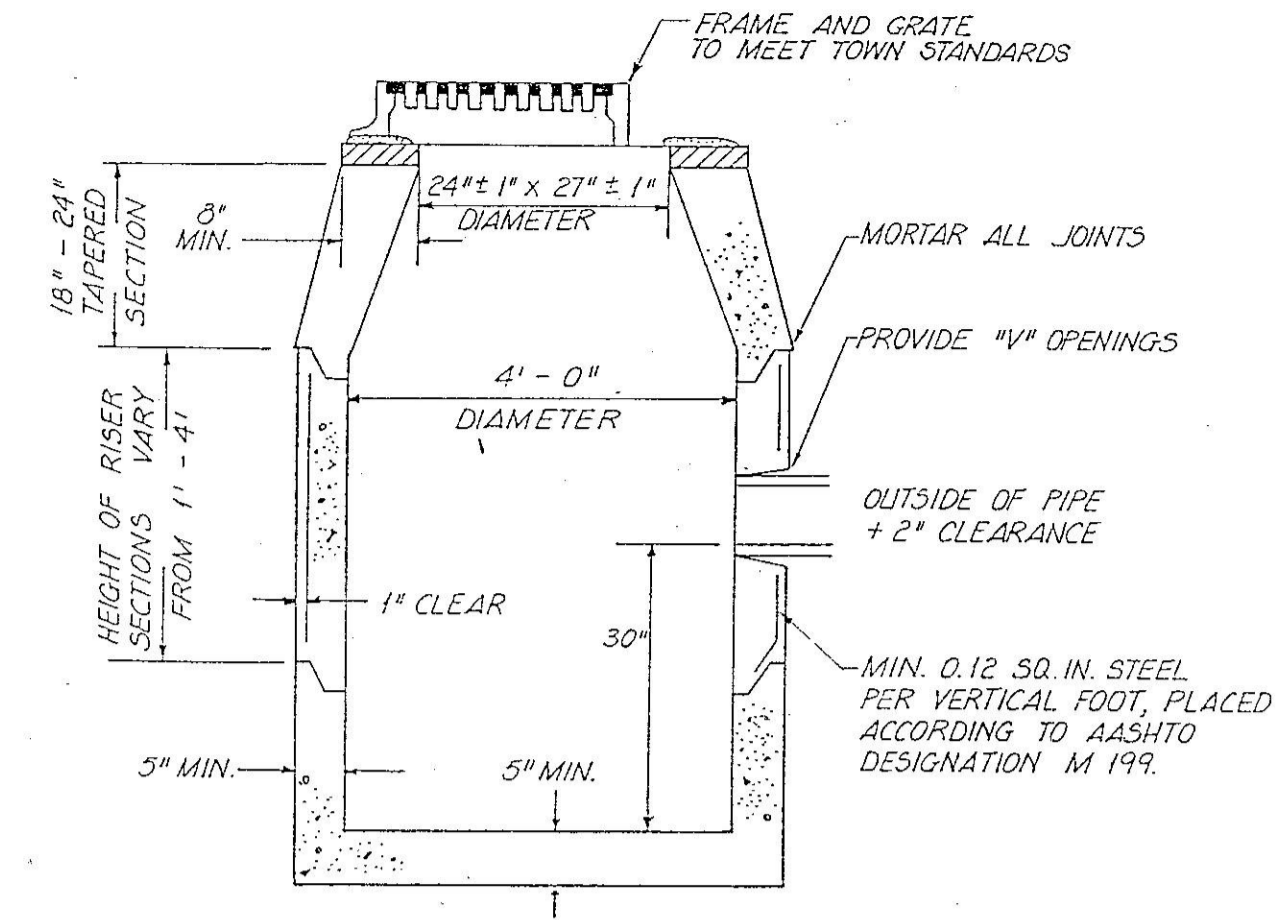 FRAME AND GRATE
TO MEET TOWN STANDARDS
18" - 24"
TAPERED
SECTION
8"
MIN.
24" ± 1" X 27" ± 1"
DIAMETER
MORTAR ALL JOINTS
PROVIDE "V" OPENINGS
4' - 0"
DIAMETER
HEIGHT OF RISER
SECTIONS VARY
FROM 1' - 4'
OUTSIDE OF PIPE
+ 2" CLEARANCE
1" CLEAR
30"
MIN. 0.12 SQ. IN. STEEL
PER VERTICAL FOOT, PLACED
ACCORDING TO AASHTO
DESIGNATION M 199.
5" MIN.
5" MIN.